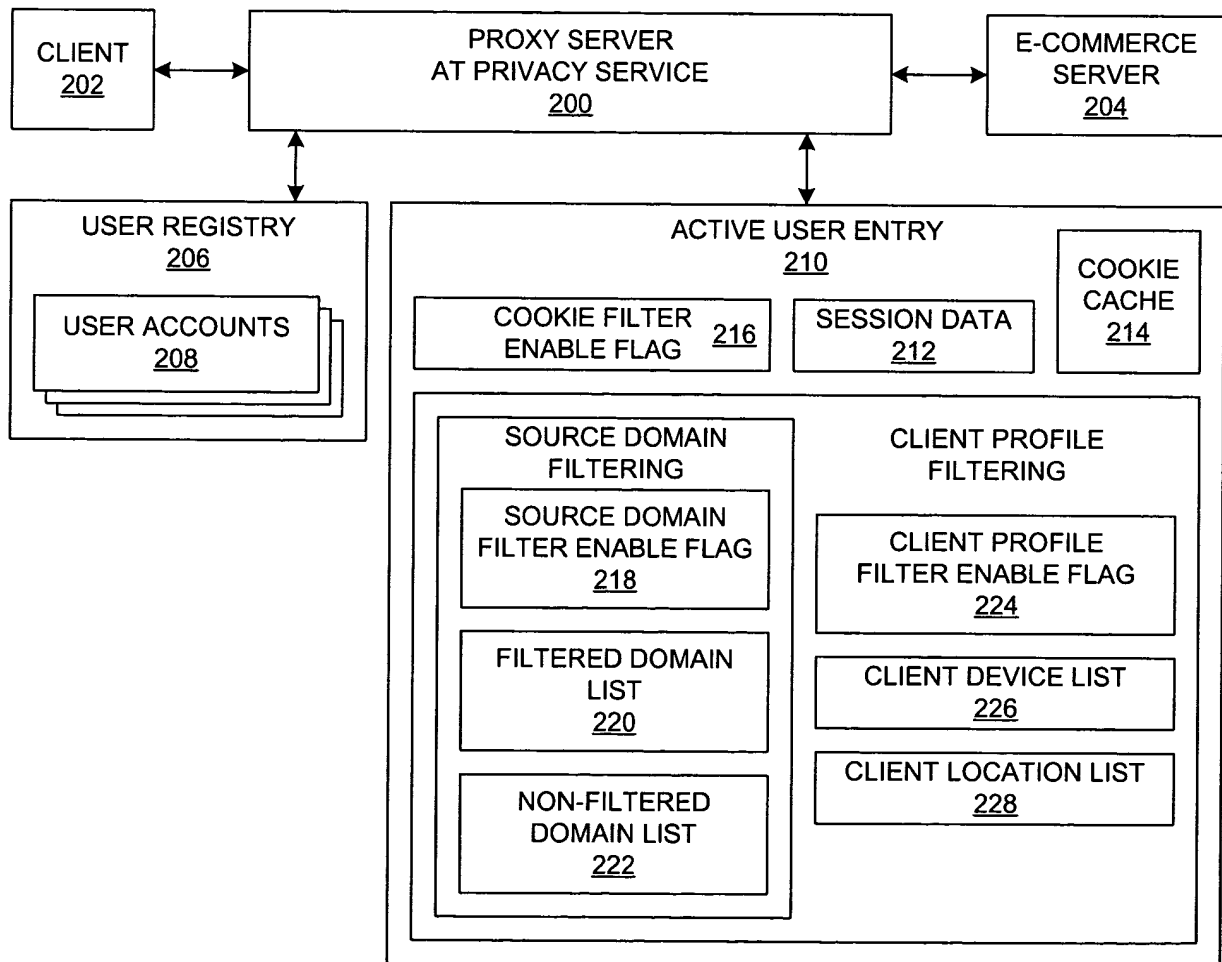 CLIENT
202
PROXY SERVER
AT PRIVACY SERVICE
200
E-COMMERCE
SERVER
204
USER REGISTRY
206
USER ACCOUNTS
208
ACTIVE USER ENTRY
210
COOKIE
CACHE
214
COOKIE FILTER
ENABLE FLAG 216
SESSION DATA
212
SOURCE DOMAIN
FILTERING
SOURCE DOMAIN
FILTER ENABLE FLAG
218
FILTERED DOMAIN
LIST
220
NON-FILTERED
DOMAIN LIST
222
CLIENT PROFILE
FILTERING
CLIENT PROFILE
FILTER ENABLE FLAG
224
CLIENT DEVICE LIST
226
CLIENT LOCATION LIST
228